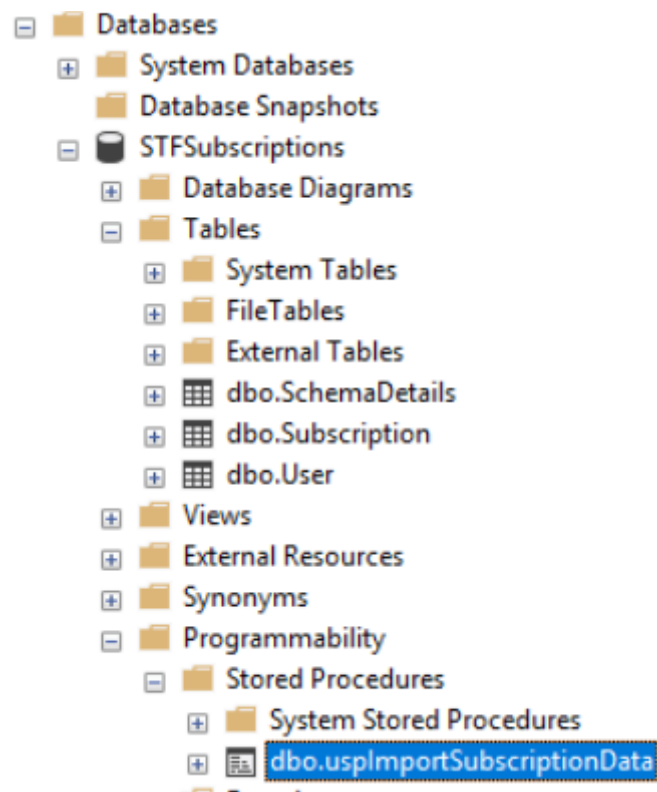 Databases
System Databases
Database Snapshots
STFSubscriptions
Database Diagrams
Tables
System Tables
FileTables
External Tables
dbo.SchemaDetails
dbo.Subscription
dbo.User
Views
External Resources
Synonyms
Programmability
Stored Procedures
System Stored Procedures
dbo.uspImportSubscriptionData